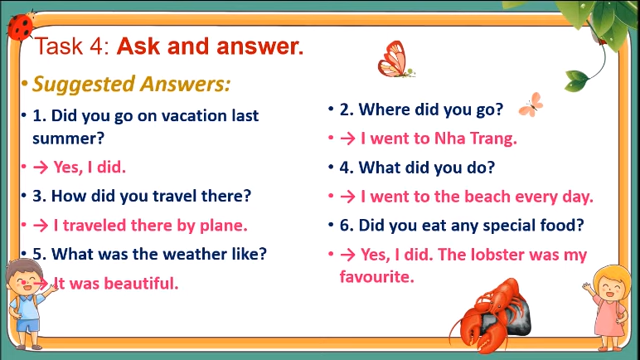 Task 4: Ask and answer.
• Suggested Answers:
• 1. Did you go on vacation last
summer?
• → Yes, I did.
• 3. How did you travel there?
• → I traveled there by plane.
• 5. What was the weather like?
• → It was beautiful.
• 2. Where did you go?
• → I went to Nha Trang.
• 4. What did you do?
• → I went to the beach every day.
• 6. Did you eat any special food?
• → Yes, I did. The lobster was my
favourite.